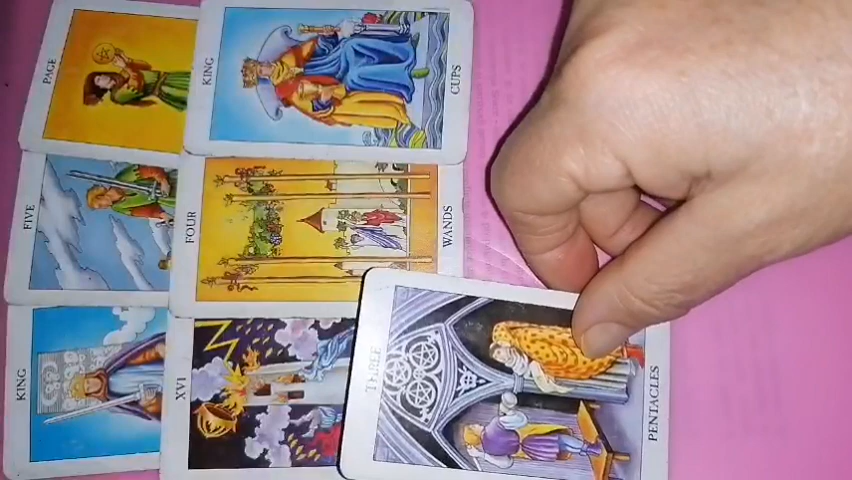 PAGE
KING
CUPS
FIVE
FOUR
WANDS
KING
XVI
THREE
PENTACLES